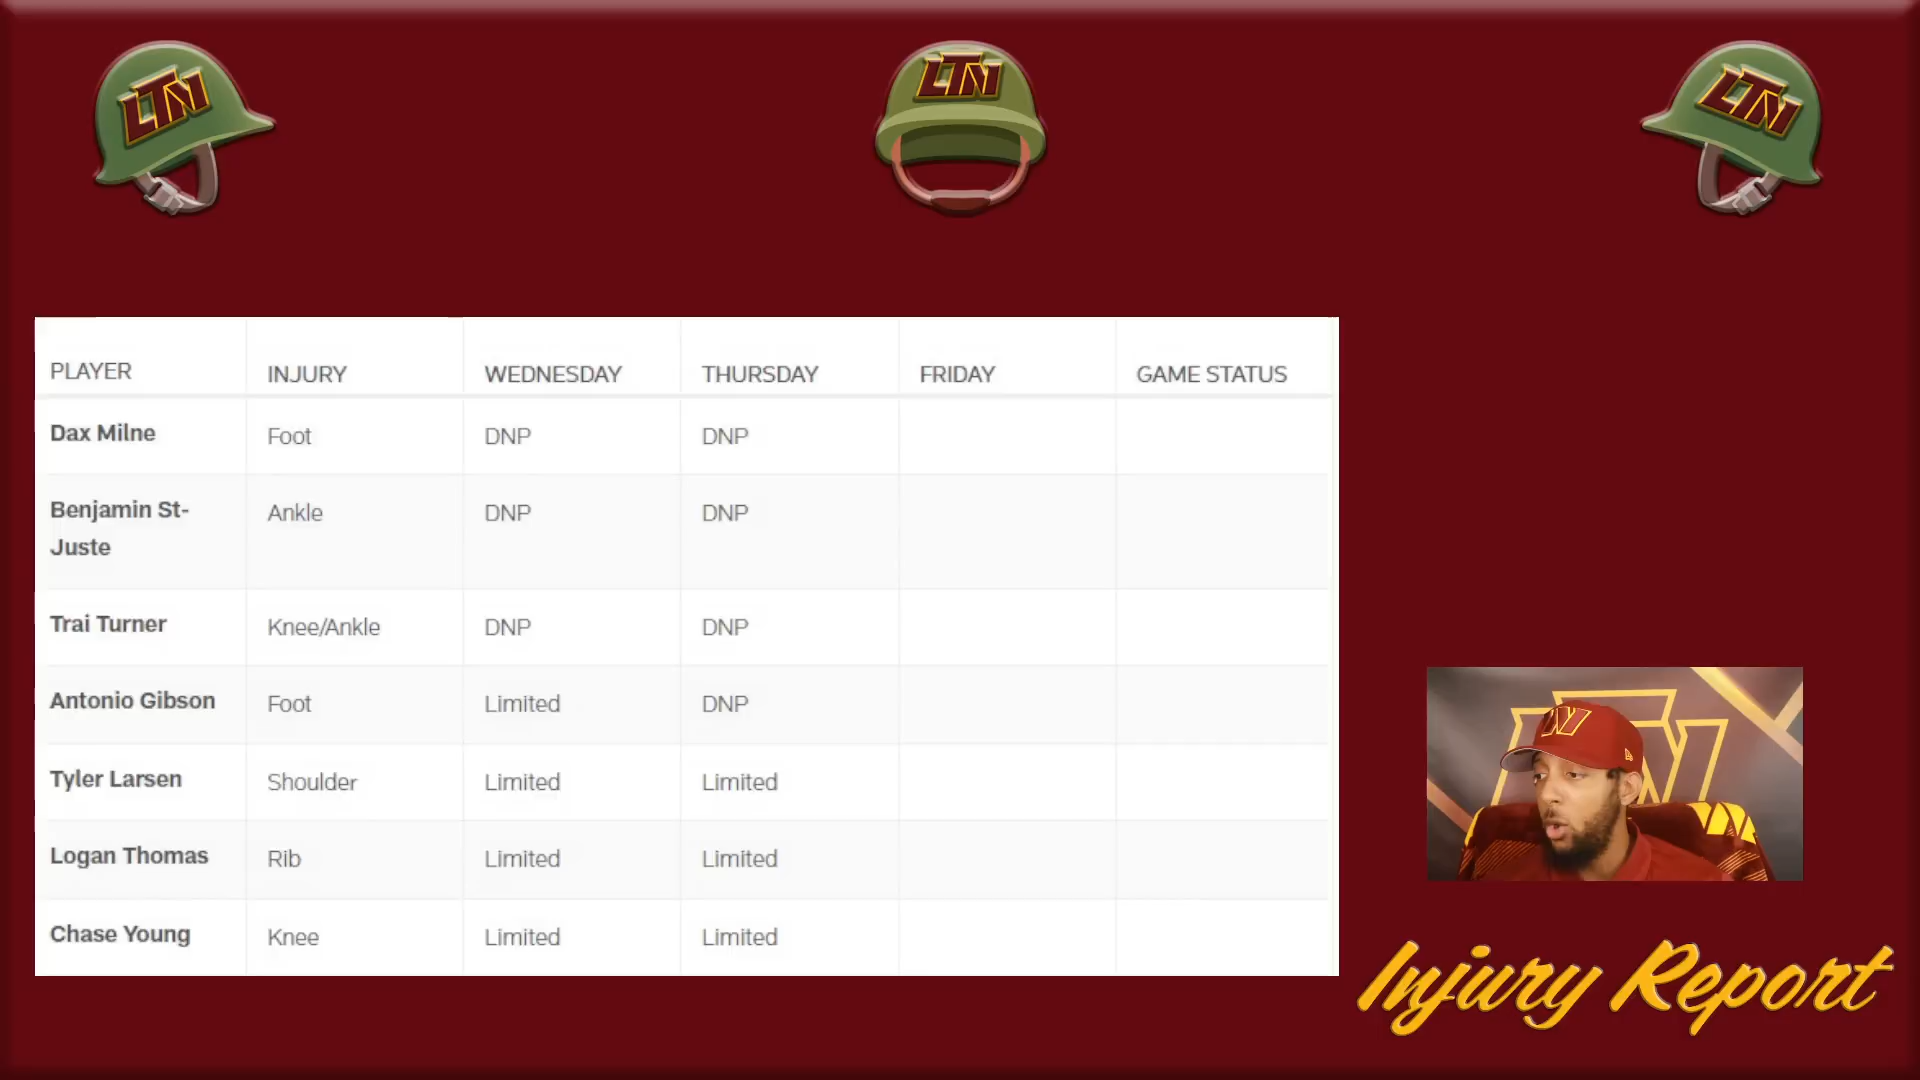 LTN
LTN
LTN
PLAYER INJURY WEDNESDAY THURSDAY FRIDAY GAME STATUS
Dax Milne Foot DNP DNP
Benjamin St- Ankle DNP DNP
Juste
Trai Turner Knee/Ankle DNP DNP
Antonio Gibson Foot Limited DNP
Tyler Larsen Shoulder Limited Limited
Logan Thomas Rib Limited Limited
Chase Young Knee Limited Limited
W
Injury Report